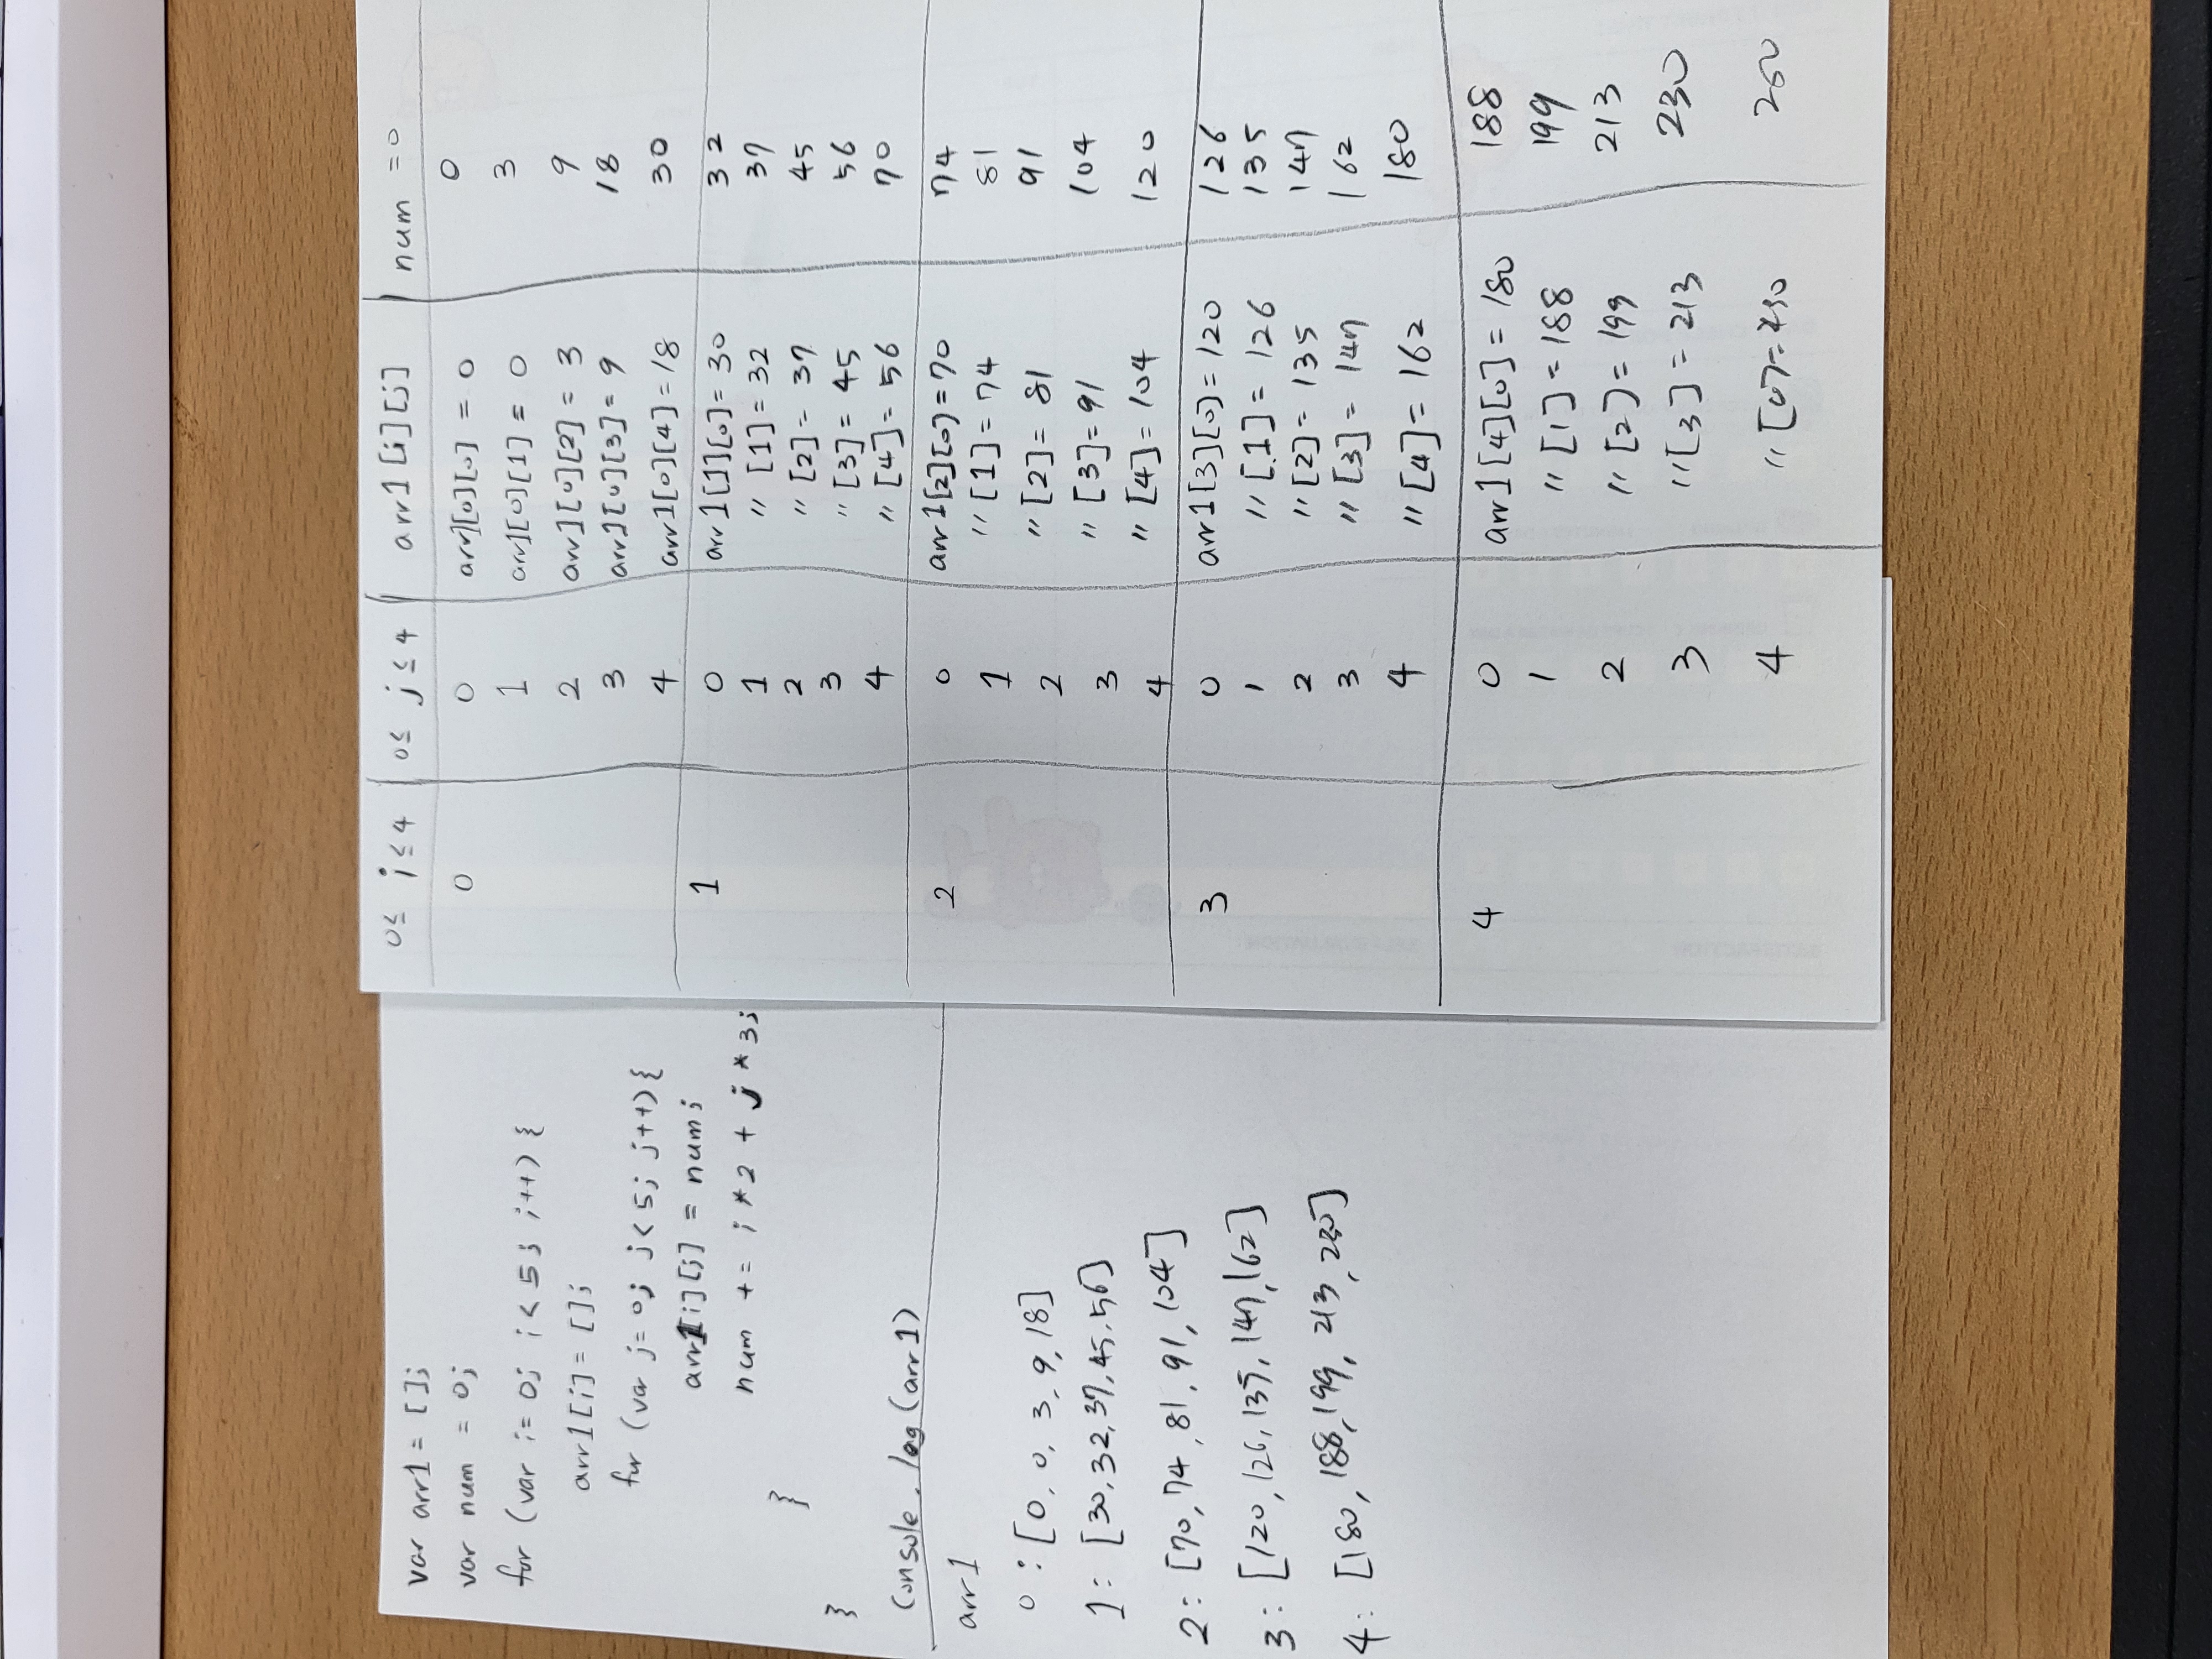 var arr1 = [];
var num = 0;
for (var i= 0; i<5; i++) {
arr1[i] = [];
for (var j= 0; j<5; j++){
arr1[i][j] = num;
num += i*2 + j*3;
}
}
console.log(arr1)
arr1
0 : [0, 0, 3, 9, 18]
1: [30, 32, 37, 45, 56]
2: [70, 74, 81, 91, 104]
3: [120, 126, 135, 147, 162]
4: [180, 188, 199, 213, 230]
0≤ i ≤4 0≤ j ≤4 arr1[i][j] num = 0
0 0 arr1[0][0] = 0 0
1 arr1[0][1] = 0 3
2 arr1[0][2] = 3 9
3 arr1[0][3] = 9 18
4 arr1[0][4] = 18 30
1 0 arr1[1][0] = 30 32
1 〃 [1] = 32 37
2 〃 [2] = 37 45
3 〃 [3] = 45 56
4 〃 [4] = 56 70
2 0 arr1[2][0] = 70 74
1 〃 [1] = 74 81
2 〃 [2] = 81 91
3 〃 [3] = 91 104
4 〃 [4] = 104 120
3 0 arr1[3][0] = 120 126
1 〃 [1] = 126 135
2 〃 [2] = 135 147
3 〃 [3] = 147 162
4 〃 [4] = 162 180
4 0 arr1[4][0] = 180 188
1 〃 [1] = 188 199
2 〃 [2] = 199 213
3 〃 [3] = 213 230
4 〃 = 230